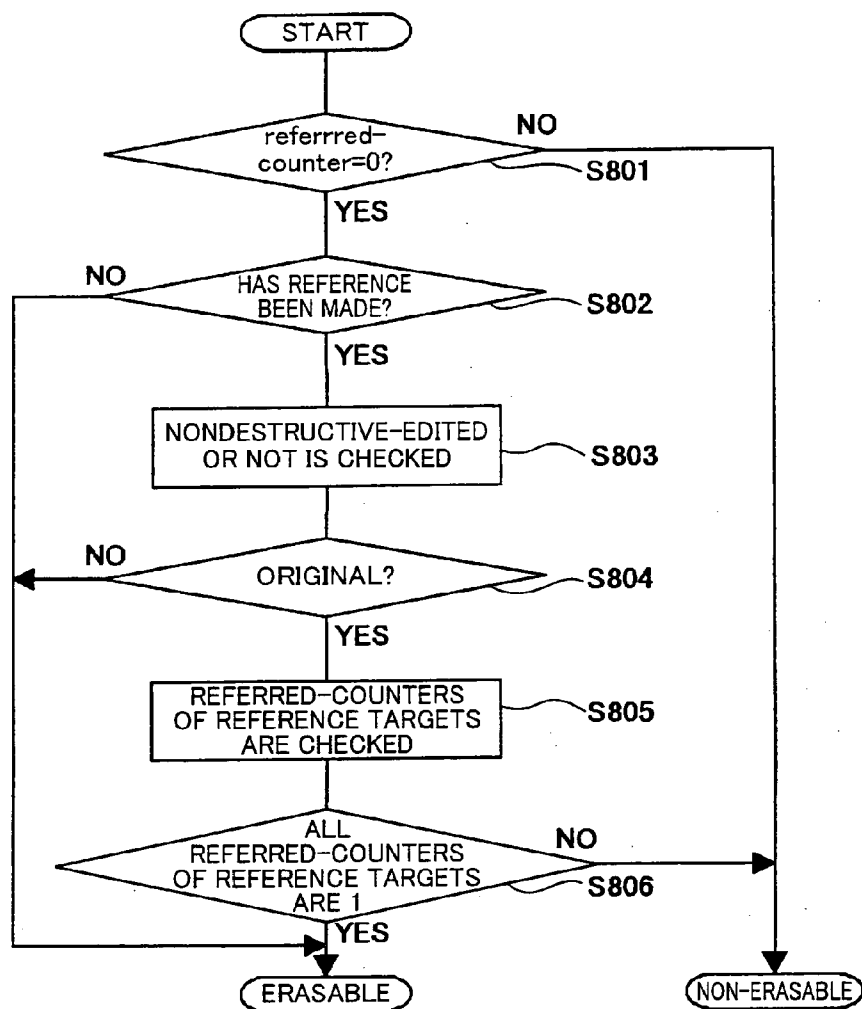 START
referrred-
counter=0?
NO
S801
YES
NO
HAS REFERENCE
BEEN MADE?
S802
YES
NONDESTRUCTIVE-EDITED
OR NOT IS CHECKED
S803
NO
ORIGINAL?
S804
YES
REFERRED-COUNTERS
OF REFERENCE TARGETS
ARE CHECKED
S805
ALL
REFERRED-COUNTERS
OF REFERENCE TARGETS
ARE 1
NO
S806
YES
ERASABLE
NON-ERASABLE